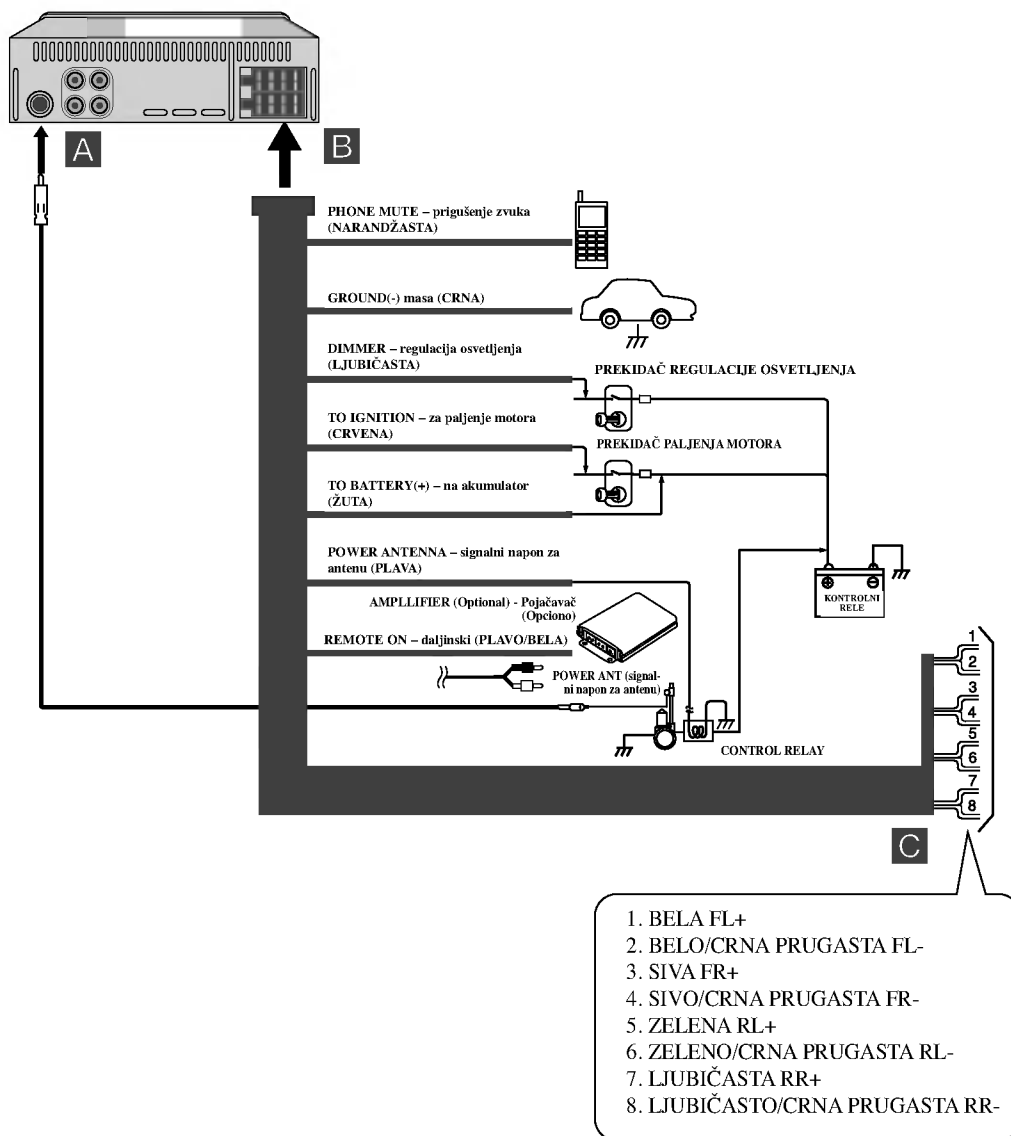 A
B
PHONE MUTE – prigušenje zvuka
(NARANDŽASTA)
GROUND(-) masa (CRNA)
DIMMER – regulacija osvetljenja
(LJUBIČASTA)
PREKIDAČ REGULACIJE OSVETLJENJA
TO IGNITION – za paljenje motora
(CRVENA)
PREKIDAČ PALJENJA MOTORA
TO BATTERY(+) – na akumulator
(ŽUTA)
POWER ANTENNA – signalni napon za
antenu (PLAVA)
KONTROLNI
RELE
AMPLLIFIER (Optional) - Pojačavač
(Opciono)
REMOTE ON – daljinski (PLAVO/BELA)
POWER ANT (signal-
ni napon za antenu)
CONTROL RELAY
1
2
3
4
5
6
7
8
C
1. BELA FL+
2. BELO/CRNA PRUGASTA FL-
3. SIVA FR+
4. SIVO/CRNA PRUGASTA FR-
5. ZELENA RL+
6. ZELENO/CRNA PRUGASTA RL-
7. LJUBIČASTA RR+
8. LJUBIČASTO/CRNA PRUGASTA RR-